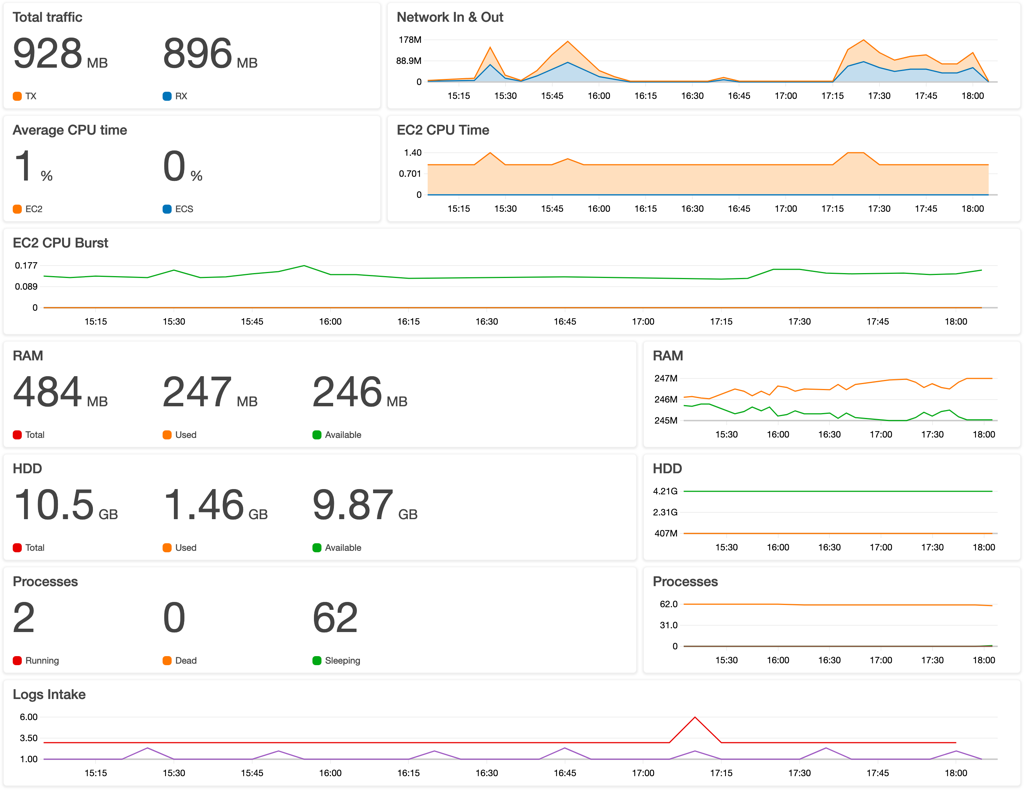 Total traffic
928 MB 896 MB
TX RX
Network In & Out
178M
88.9M
0
15:15 15:30 15:45 16:00 16:15 16:30 16:45 17:00 17:15 17:30 17:45 18:00
Average CPU time
1 % 0 %
EC2 ECS
EC2 CPU Time
1.40
0.701
0
15:15 15:30 15:45 16:00 16:15 16:30 16:45 17:00 17:15 17:30 17:45 18:00
EC2 CPU Burst
0.177
0.089
0
15:15 15:30 15:45 16:00 16:15 16:30 16:45 17:00 17:15 17:30 17:45 18:00
RAM
484 MB 247 MB 246 MB
Total Used Available
RAM
247M
246M
245M
15:30 16:00 16:30 17:00 17:30 18:00
HDD
10.5 GB 1.46 GB 9.87 GB
Total Used Available
HDD
4.21G
2.31G
407M
15:30 16:00 16:30 17:00 17:30 18:00
Processes
2 0 62
Running Dead Sleeping
Processes
62.0
31.0
0
15:30 16:00 16:30 17:00 17:30 18:00
Logs Intake
6.00
3.50
1.00
15:15 15:30 15:45 16:00 16:15 16:30 16:45 17:00 17:15 17:30 17:45 18:00